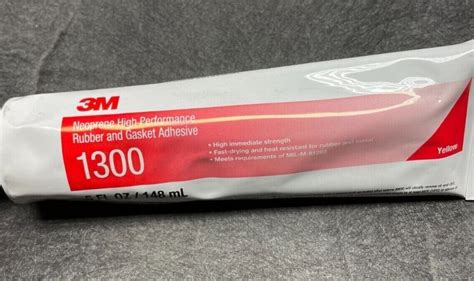 3M
Neoprene High Performance
Rubber and Gasket Adhesive
1300
• High immediate strength
• Fast-drying and heat resistant for rubber and metal
• Meets requirements of
Yellow
5 FL OZ / 148 mL